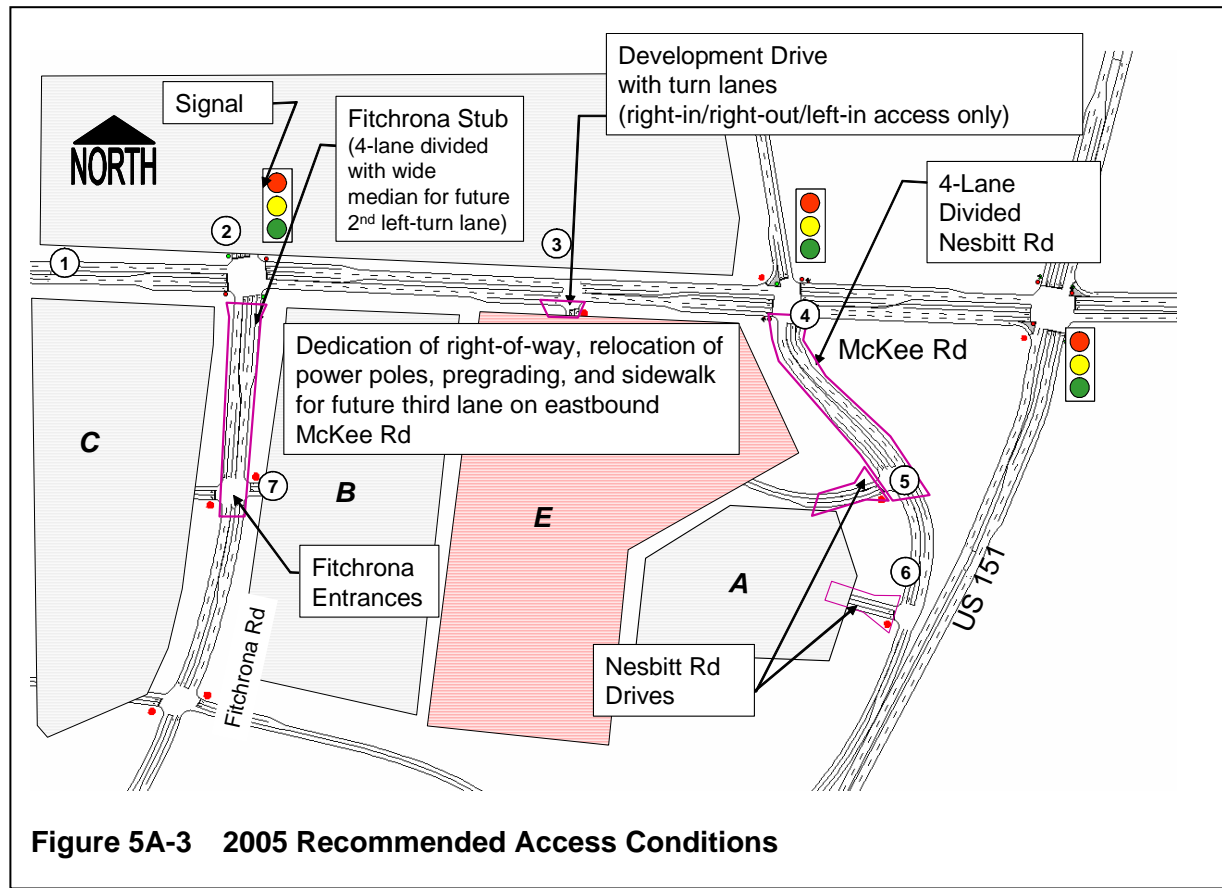 Development Drive
with turn lanes
(right-in/right-out/left-in access only)
Signal
Fitchrona Stub
(4-lane divided
with wide
median for future
2nd left-turn lane)
4-Lane
Divided
Nesbitt Rd
NORTH
1
2
3
4
McKee Rd
Dedication of right-of-way, relocation of
power poles, pregrading, and sidewalk
for future third lane on eastbound
McKee Rd
C
B
E
A
7
5
6
Fitchrona
Entrances
Fitchrona Rd
Nesbitt Rd
Drives
US 151
Figure 5A-3 2005 Recommended Access Conditions